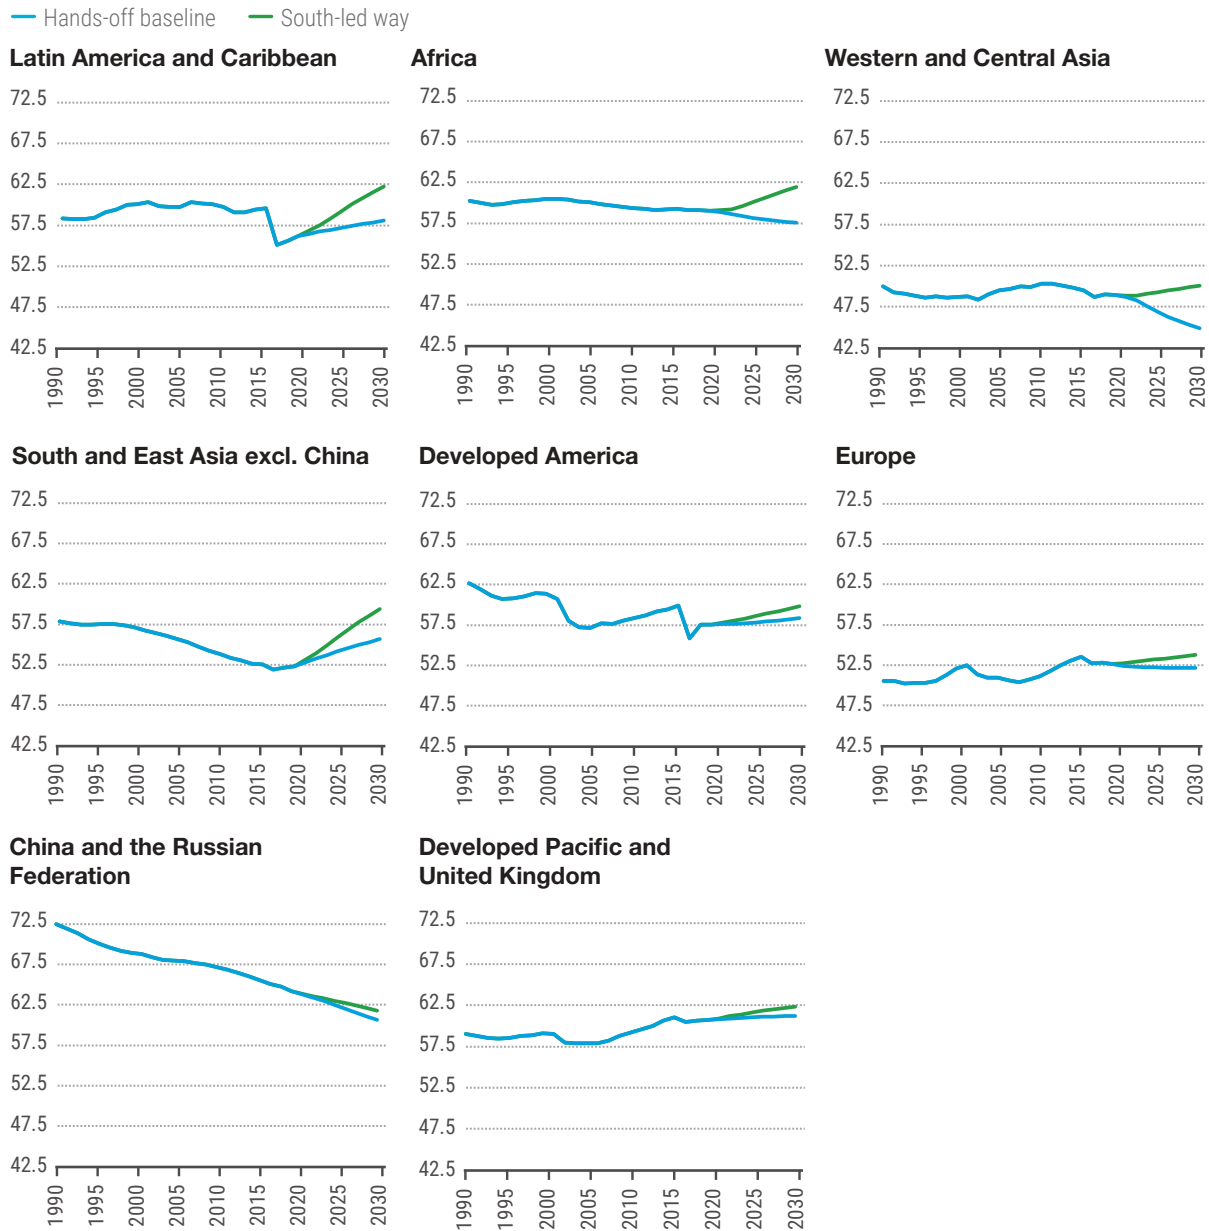 Hands-off baseline South-led way
Latin America and Caribbean
72.5
67.5
62.5
57.5
52.5
47.5
42.5
1990 1995 2000 2005 2010 2015 2020 2025 2030
Africa
72.5
67.5
62.5
57.5
52.5
47.5
42.5
1990 1995 2000 2005 2010 2015 2020 2025 2030
Western and Central Asia
72.5
67.5
62.5
57.5
52.5
47.5
42.5
1990 1995 2000 2005 2010 2015 2020 2025 2030
South and East Asia excl. China
72.5
67.5
62.5
57.5
52.5
47.5
42.5
1990 1995 2000 2005 2010 2015 2020 2025 2030
Developed America
72.5
67.5
62.5
57.5
52.5
47.5
42.5
1990 1995 2000 2005 2010 2015 2020 2025 2030
Europe
72.5
67.5
62.5
57.5
52.5
47.5
42.5
1990 1995 2000 2005 2010 2015 2020 2025 2030
China and the Russian
Federation
72.5
67.5
62.5
57.5
52.5
47.5
42.5
1990 1995 2000 2005 2010 2015 2020 2025 2030
Developed Pacific and
United Kingdom
72.5
67.5
62.5
57.5
52.5
47.5
42.5
1990 1995 2000 2005 2010 2015 2020 2025 2030